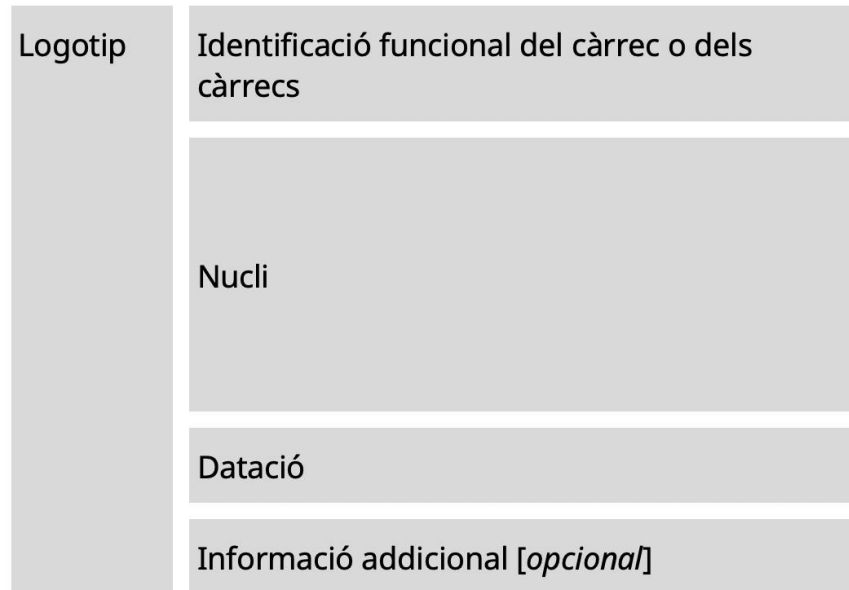 Logotip
Identificació funcional del càrrec o dels
càrrecs
Nucli
Datació
Informació addicional [opcional]